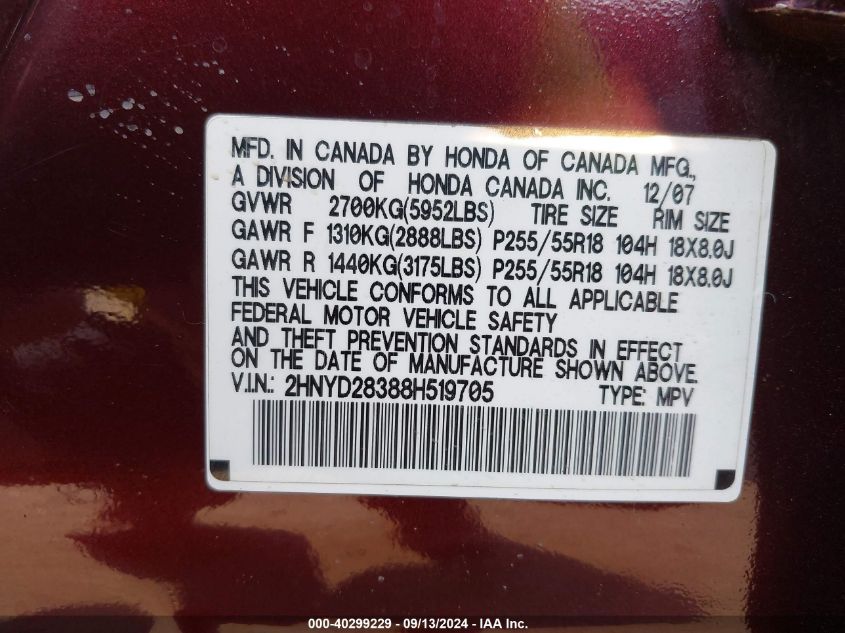 MFD. IN CANADA BY HONDA OF CANADA MFG.,
A DIVISION OF HONDA CANADA INC. 12/07
GVWR 2700KG(5952LBS) TIRE SIZE RIM SIZE
GAWR F 1310KG(2888LBS) P255/55R18 104H 18X8.0J
GAWR R 1440KG(3175LBS) P255/55R18 104H 18X8.0J
THIS VEHICLE CONFORMS TO ALL APPLICABLE
FEDERAL MOTOR VEHICLE SAFETY
AND THEFT PREVENTION STANDARDS IN EFFECT
ON THE DATE OF MANUFACTURE SHOWN ABOVE.
V.I.N.: 2HNYD28388H519705 TYPE: MPV
000-40299229 - 09/13/2024 - IAA Inc.